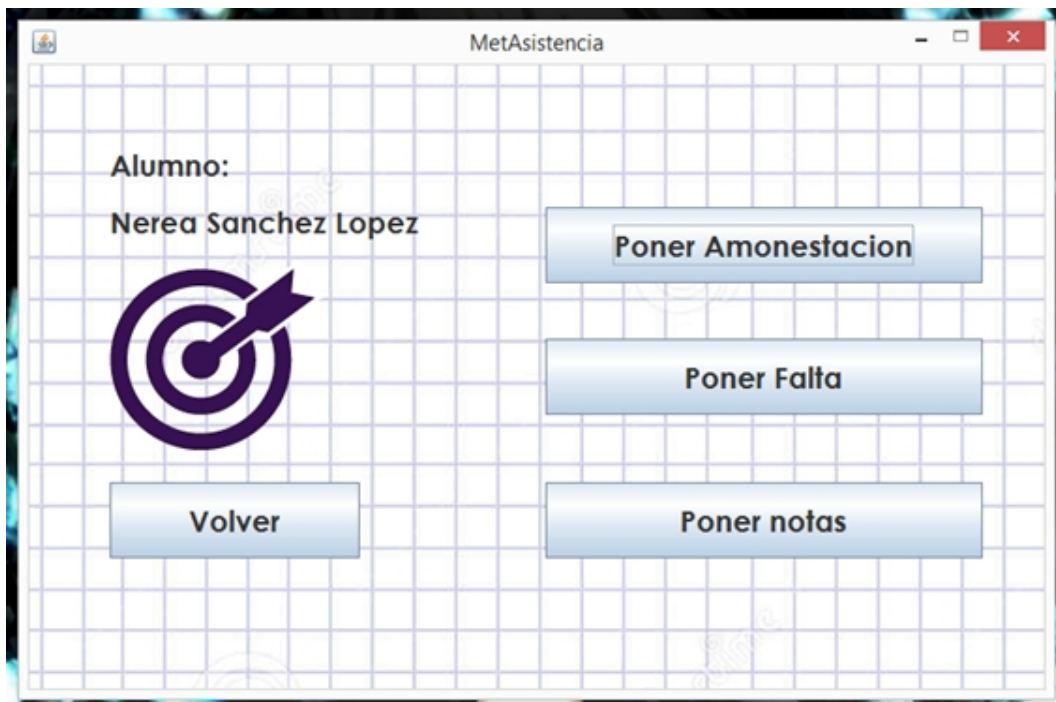 MetAsistencia
Alumno:
Nerea Sanchez Lopez
Poner Amonestacion
Poner Falta
Volver
Poner notas